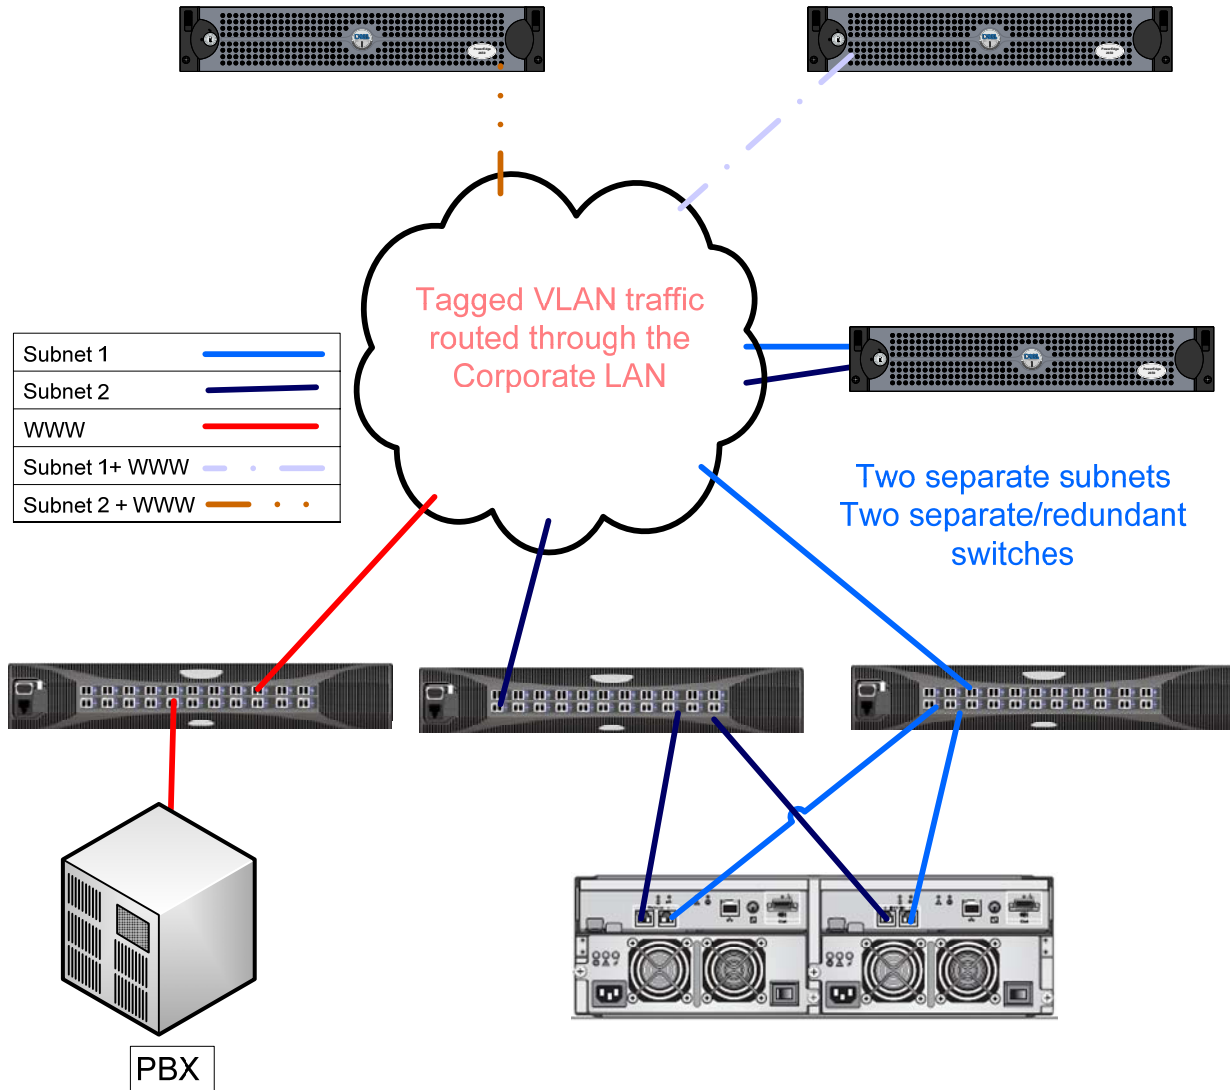 Tagged VLAN traffic
routed through the
Corporate LAN
Subnet 1
Subnet 2
WWW
Subnet 1+ WWW
Subnet 2 + WWW
Two separate subnets
Two separate/redundant
switches
PBX